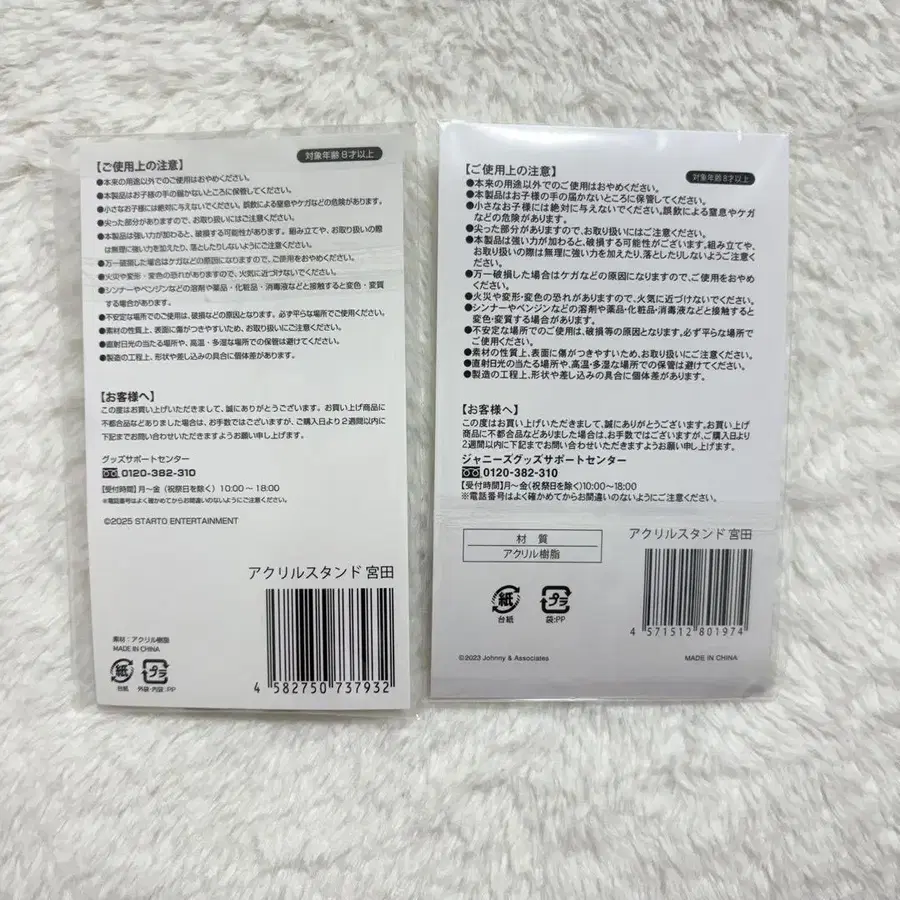 【ご使用上の注意】
対象年齢8才以上
●本来の用途以外でのご使用はおやめください。
●本製品はお子様の手の届かないところに保管してください。
●小さなお子様には絶対に与えないでください。誤飲による窒息やケガなどの危険があります。
●尖った部分がありますので、お取り扱いにはご注意ください。
●本製品は強い力が加わると、破損する可能性があります。組み立てや、お取り扱いの際
は無理に強い力を加えたり、落としたりしないようにご注意ください。
●万一破損した場合はケガなどの原因になりますので、ご使用をおやめください。
●火災や変形・変色の恐れがありますので、火気に近づけないでください。
●シンナーやベンジンなどの溶剤や薬品・化粧品・消毒液などと接触すると変色・変質
する場合があります。
●不安定な場所でのご使用は、破損などの原因となります。必ず平らな場所でご使用ください。
●素材の性質上、表面に傷がつきやすいため、お取り扱いにご注意ください。
●直射日光の当たる場所や、高温・多湿な場所での保管は避けてください。
●製造の工程上、形状や差し込みの具合に個体差があります。
【お客様へ】
この度はお買い上げいただきまして、誠にありがとうございます。お買い上げ商品に
不都合品などありました場合は、お手数ではございますが、ご購入日より2週間以内に
下記までお問い合わせいただきますようお願い申し上げます。
グッズサポートセンター
0120-382-310
【受付時間】月〜金（祝祭日を除く）10:00〜18:00
※電話番号はよく確かめてからお間違いのないようにご注意ください。
©2025 STARTO ENTERTAINMENT
アクリルスタンド 宮田
素材：アクリル樹脂
MADE IN CHINA
紙 プラ
台紙 外袋・内袋:PP
4 582750 737932
【ご使用上の注意】
対象年齢8才以上
●本来の用途以外でのご使用はおやめください。
●本製品はお子様の手の届かないところに保管してください。
●小さなお子様には絶対に与えないでください。誤飲による窒息やケガ
などの危険があります。
●尖った部分がありますので、お取り扱いにはご注意ください。
●本製品は強い力が加わると、破損する可能性がございます。組み立てや、
お取り扱いの際は無理に強い力を加えたり、落としたりしないようご注意く
ださい。
●万一破損した場合はケガなどの原因になりますので、ご使用をおやめ
ください。
●火災や変形・変色の恐れがありますので、火気に近づけないでください。
●シンナーやベンジンなどの溶剤や薬品・化粧品・消毒液などと接触すると
変色・変質する場合があります。
●不安定な場所でのご使用は、破損等の原因となります。必ず平らな場所で
ご使用ください。
●素材の性質上、表面に傷がつきやすいため、お取り扱いにご注意ください。
●直射日光の当たる場所や、高温・多湿な場所での保管は避けてください。
●製造の工程上、形状や差し込みの具合に個体差があります。
【お客様へ】
この度はお買い上げいただきまして、誠にありがとうございます。お買い上げ
商品に不都合品などありました場合は、お手数ではございますが、ご購入日より
2週間以内に下記までお問い合わせいただきますようお願い申し上げます。
ジャニーズグッズサポートセンター
0120-382-310
【受付時間】月〜金（祝祭日を除く）10:00〜18:00
※電話番号はよく確かめてからお間違いのないようにご注意ください。
材 質
アクリル樹脂
アクリルスタンド 宮田
紙 プラ
台紙 袋:PP
4 571512 801974
©2023 Johnny & Associates
MADE IN CHINA